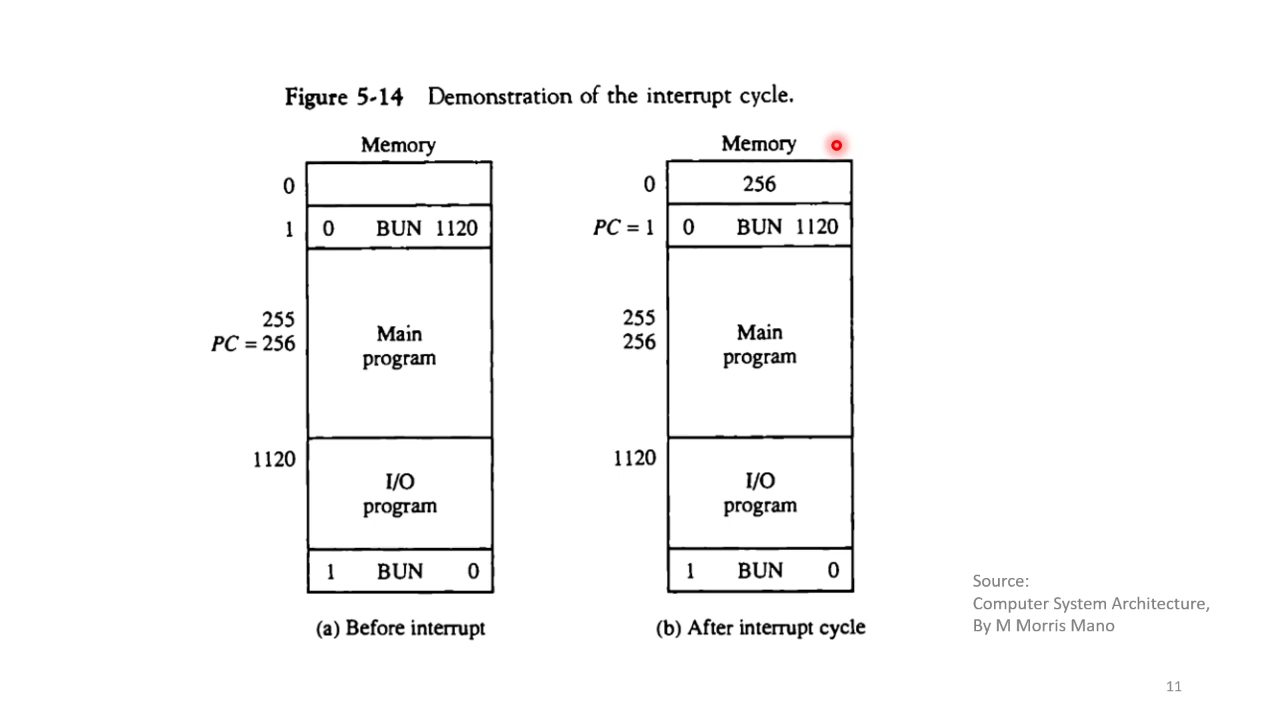 Figure 5-14 Demonstration of the interrupt cycle.
Memory
0
1 0 BUN 1120
255
PC = 256
Main
program
1120
I/O
program
1 BUN 0
(a) Before interrupt
Memory
0 256
PC = 1 0 BUN 1120
255
256
Main
program
1120
I/O
program
1 BUN 0
(b) After interrupt cycle
Source:
Computer System Architecture,
By M Morris Mano
11